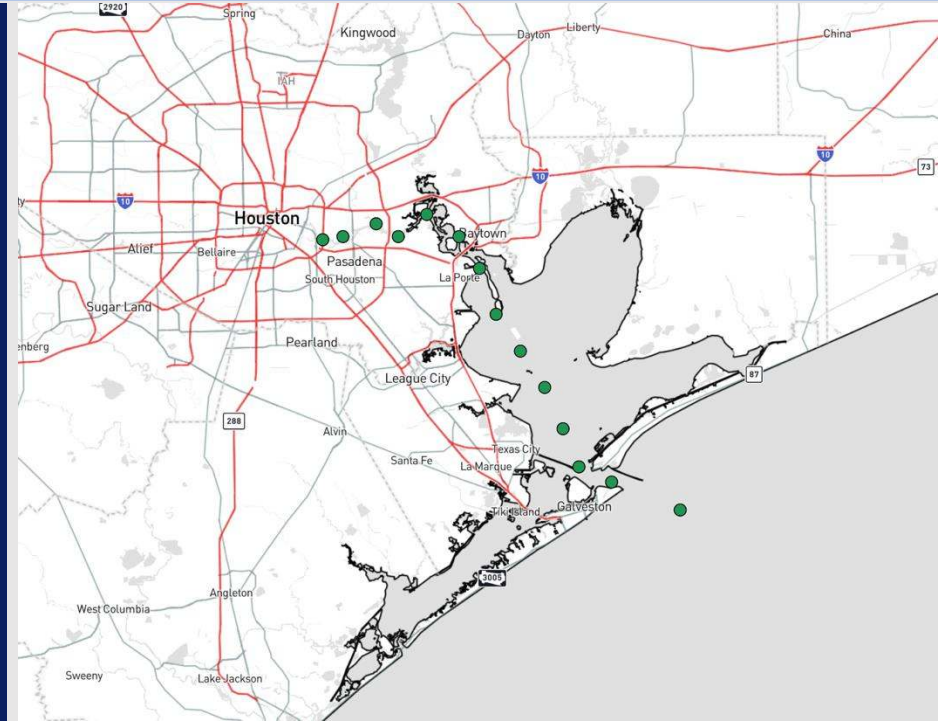 2920
Spring
Kingwood
Dayton
Liberty
China
IAH
10
10
73
10
Houston
Baytown
Alief
Bellaire
Pasadena
South Houston
La Porte
Sugar Land
enberg
Pearland
League City
87
288
Alvin
Texas City
Santa Fe
La Marque
Tiki Island
Galveston
3005
Angleton
West Columbia
Sweeny
Lake Jackson